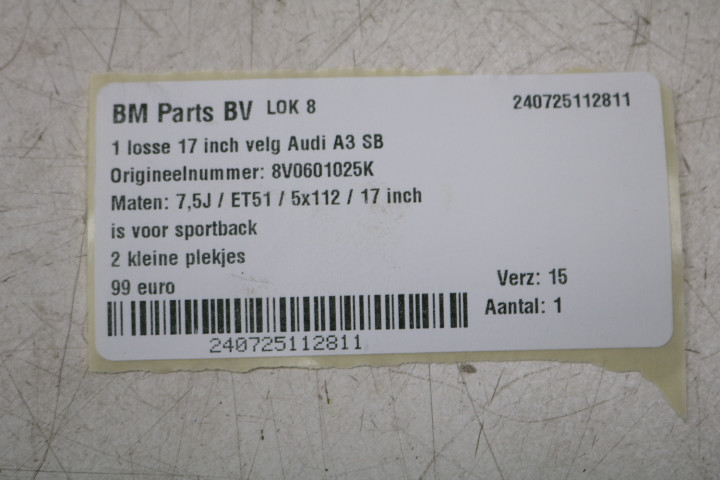 BM Parts BV LOK 8 240725112811
1 losse 17 inch velg Audi A3 SB
Origineelnummer: 8V0601025K
Maten: 7,5J / ET51 / 5x112 / 17 inch
is voor sportback
2 kleine plekjes
99 euro Verz: 15
Aantal: 1
240725112811